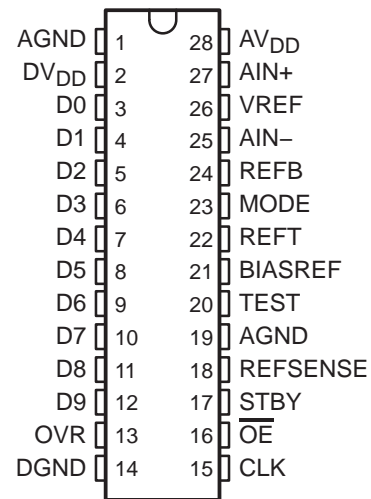 AGND 1 28 AVDD
DVDD 2 27 AIN+
D0 3 26 VREF
D1 4 25 AIN−
D2 5 24 REFB
D3 6 23 MODE
D4 7 22 REFT
D5 8 21 BIASREF
D6 9 20 TEST
D7 10 19 AGND
D8 11 18 REFSENSE
D9 12 17 STBY
OVR 13 16 O̅E̅
DGND 14 15 CLK